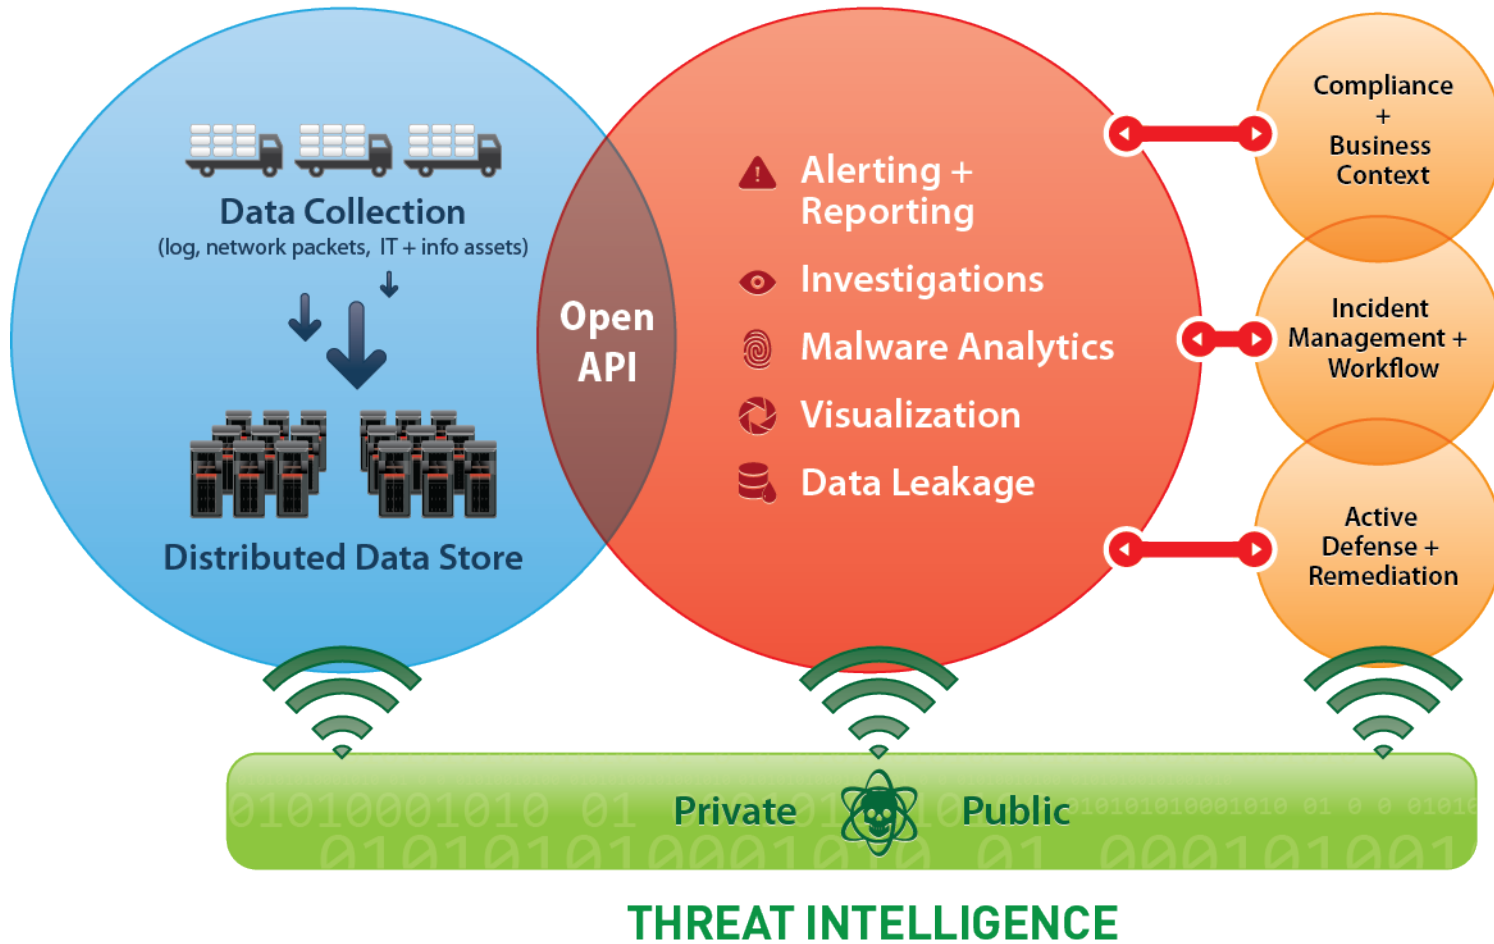 Data Collection
(log, network packets, IT + info assets)
Distributed Data Store
Open
API
Alerting +
Reporting
Investigations
Malware Analytics
Visualization
Data Leakage
Compliance
+
Business
Context
Incident
Management +
Workflow
Active
Defense +
Remediation
Private
Public
THREAT INTELLIGENCE